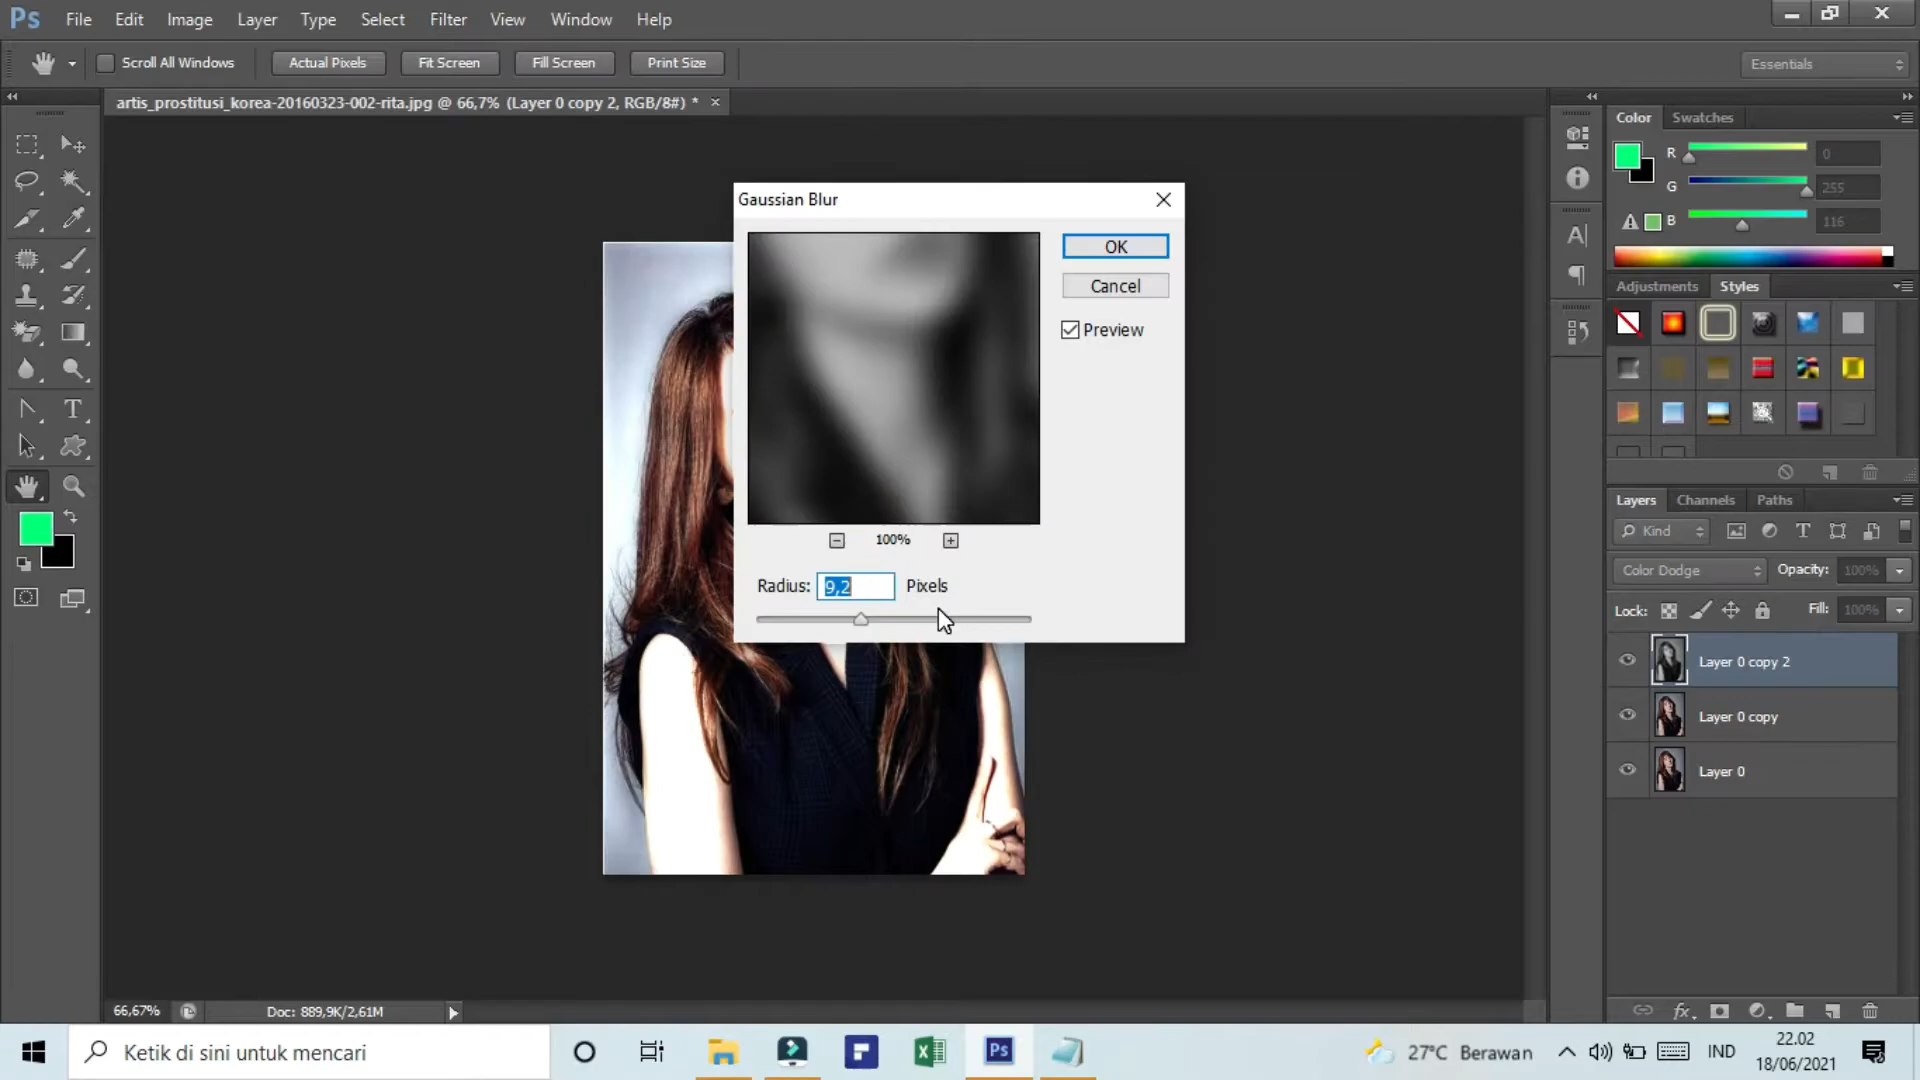 Ps File Edit Image Layer Type Select Filter View Window Help
Scroll All Windows Actual Pixels Fit Screen Fill Screen Print Size Essentials
artis_prostitusi_korea-20160323-002-rita.jpg @ 66,7% (Layer 0 copy 2, RGB/8#) * ×
Color Swatches
R 0
G 255
B 116
Adjustments Styles
Gaussian Blur
OK
Cancel
Preview
100%
Radius: 9,2 Pixels
Layers Channels Paths
Kind
Color Dodge Opacity: 100%
Lock: Fill: 100%
Layer 0 copy 2
Layer 0 copy
Layer 0
66,67% Doc: 889,9K/2,61M
Ketik di sini untuk mencari
Ps
27°C Berawan
IND
22.02
18/06/2021